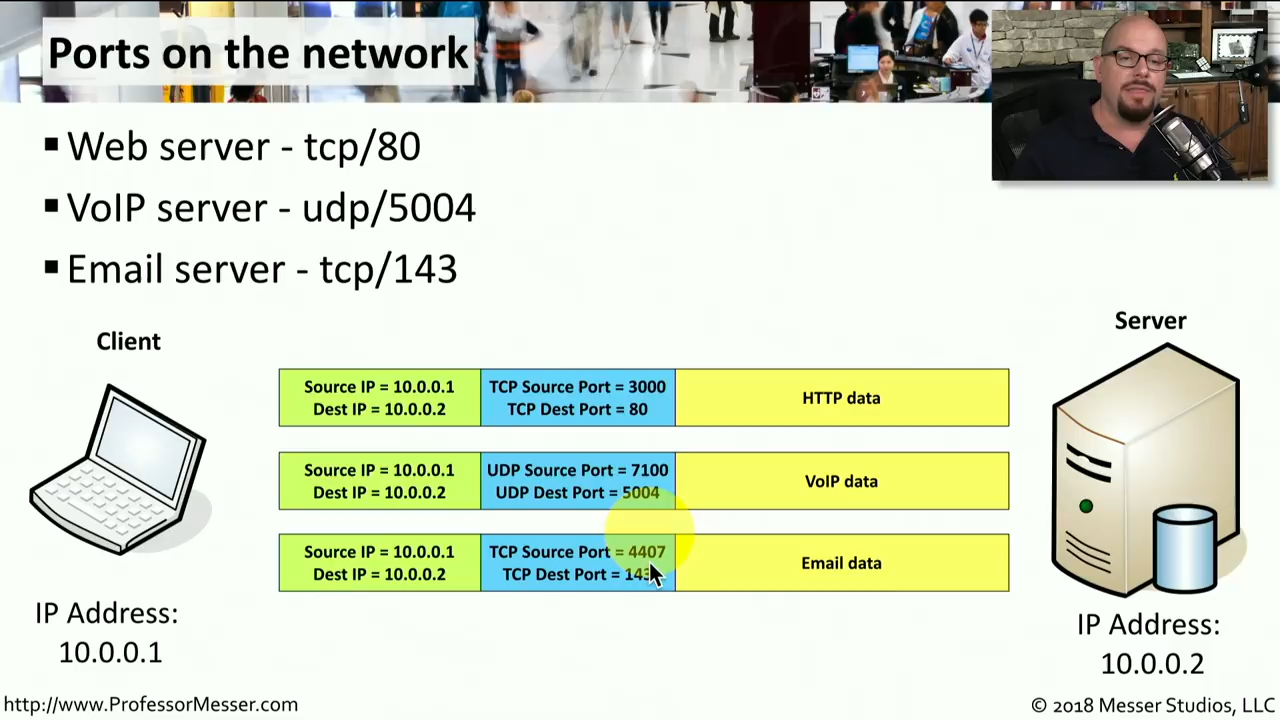 Ports on the network
▪ Web server - tcp/80
▪ VoIP server - udp/5004
▪ Email server - tcp/143
Client
Server
Source IP = 10.0.0.1
Dest IP = 10.0.0.2
TCP Source Port = 3000
TCP Dest Port = 80
HTTP data
Source IP = 10.0.0.1
Dest IP = 10.0.0.2
UDP Source Port = 7100
UDP Dest Port = 5004
VoIP data
Source IP = 10.0.0.1
Dest IP = 10.0.0.2
TCP Source Port = 4407
TCP Dest Port = 143
Email data
IP Address:
10.0.0.1
IP Address:
10.0.0.2
http://www.ProfessorMesser.com
© 2018 Messer Studios, LLC